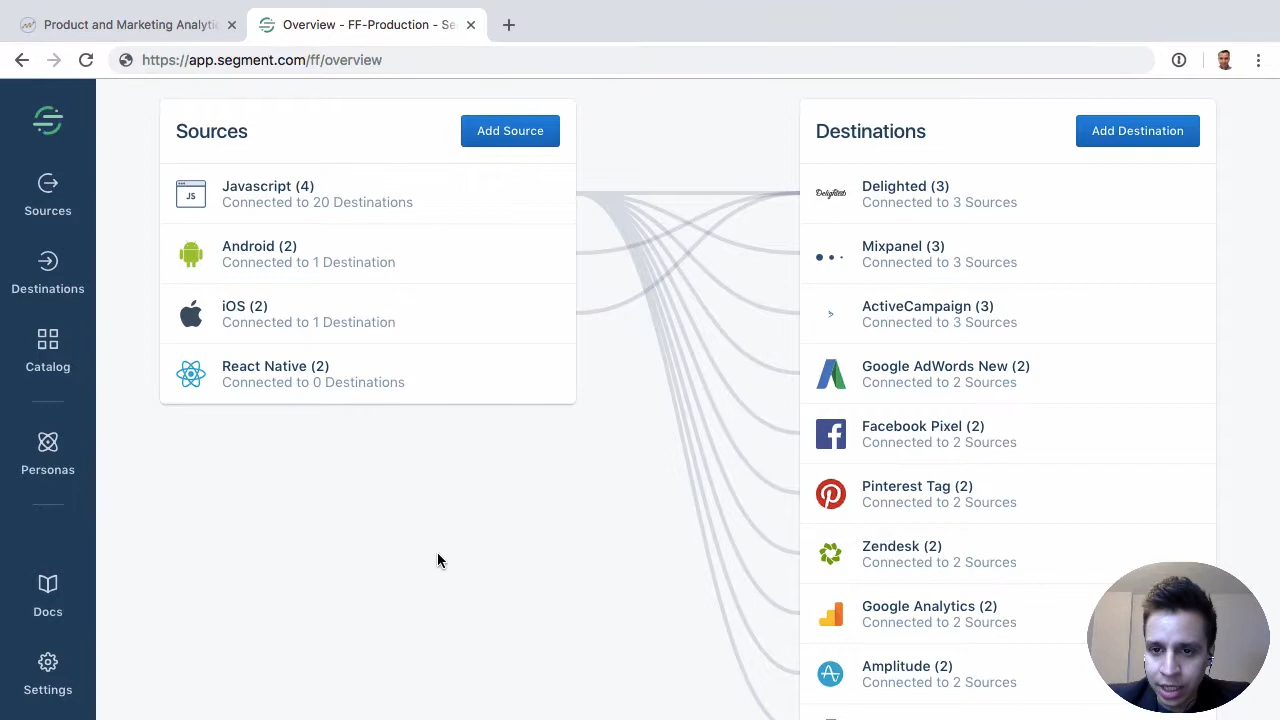 Product and Marketing Analytic
Overview - FF-Production - Se
https://app.segment.com/ff/overview
Sources
Destinations
Catalog
Personas
Docs
Settings
Sources
Add Source
JS
Javascript (4)
Connected to 20 Destinations
Android (2)
Connected to 1 Destination
iOS (2)
Connected to 1 Destination
React Native (2)
Connected to 0 Destinations
Destinations
Add Destination
Delighted
Delighted (3)
Connected to 3 Sources
Mixpanel (3)
Connected to 3 Sources
ActiveCampaign (3)
Connected to 3 Sources
Google AdWords New (2)
Connected to 2 Sources
Facebook Pixel (2)
Connected to 2 Sources
Pinterest Tag (2)
Connected to 2 Sources
Zendesk (2)
Connected to 2 Sources
Google Analytics (2)
Connected to 2 Sources
Amplitude (2)
Connected to 2 Sources